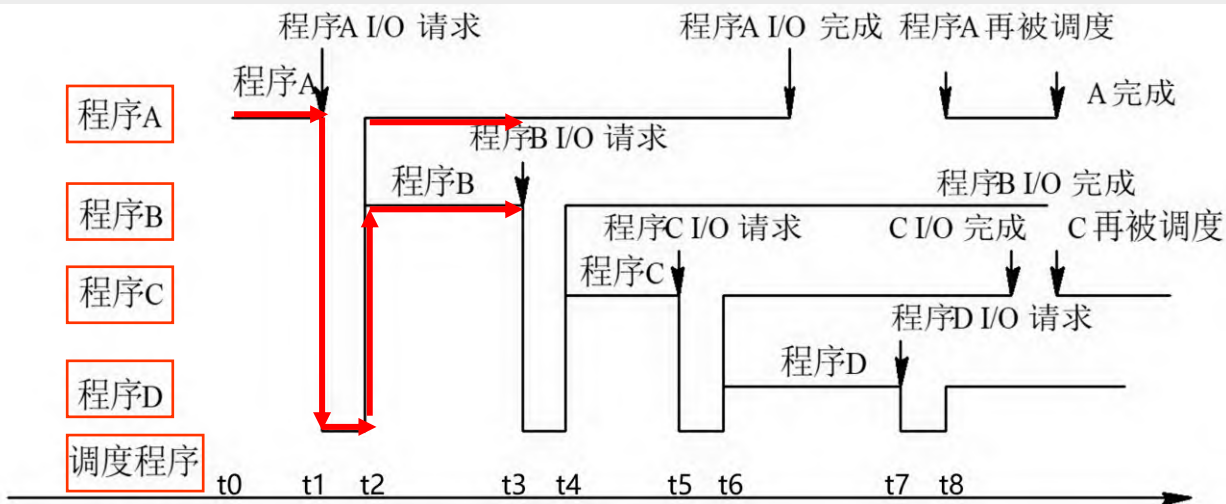 程序A I/O 请求
程序A I/O 完成
程序A 再被调度
程序A
程序A
A 完成
程序B I/O 请求
程序B
程序B
程序B I/O 完成
程序C I/O 请求
C I/O 完成
C 再被调度
程序C
程序C
程序D I/O 请求
程序D
程序D
调度程序
t0 t1 t2 t3 t4 t5 t6 t7 t8